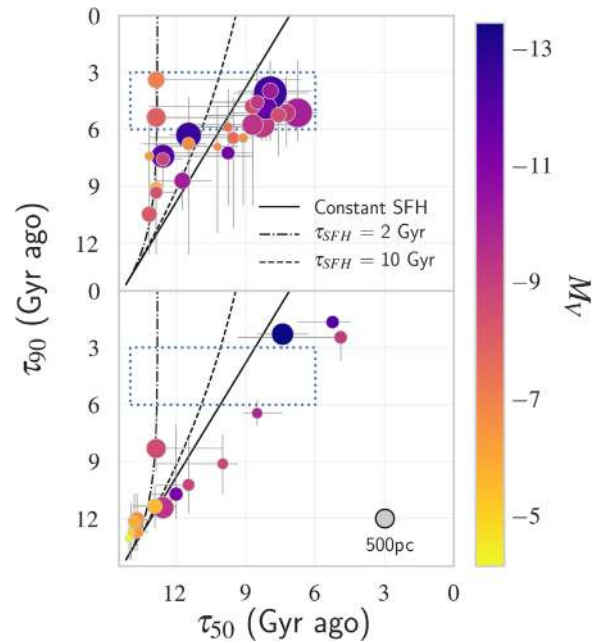 0
3
6
9
12
Constant SFH
τSFH = 2 Gyr
τSFH = 10 Gyr
0
3
6
9
12
500pc
12 9 6 3 0
τ50 (Gyr ago)
τ90 (Gyr ago)
−13
−11
−9
−7
−5
MV